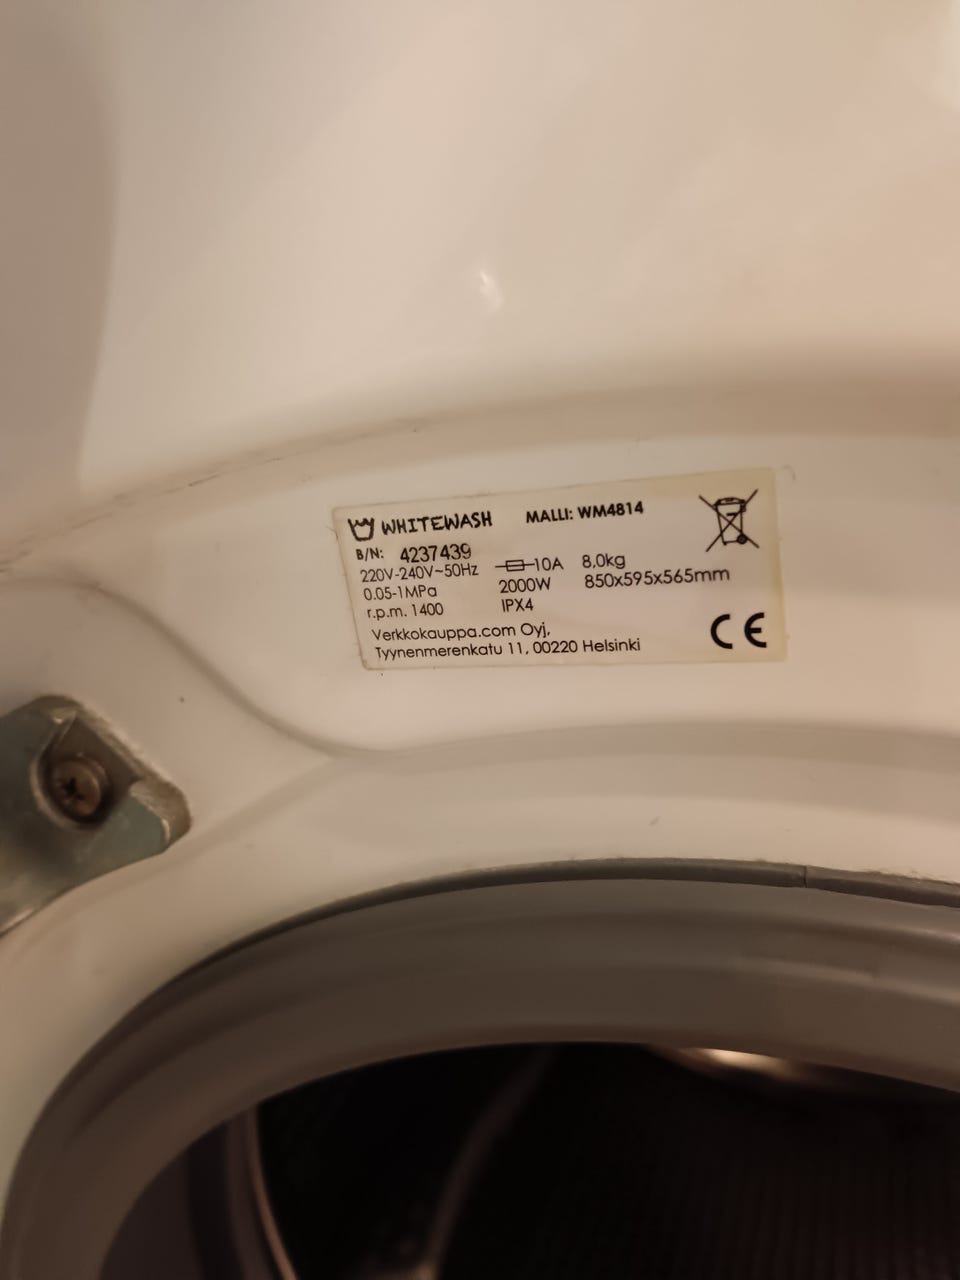 WHITEWASH MALLI: WM4814
B/N: 4237439
220V-240V~50Hz 10A 8,0kg
0.05-1MPa 2000W 850x595x565mm
r.p.m. 1400 IPX4
Verkkokauppa.com Oyj,
Tyynenmerenkatu 11, 00220 Helsinki
CE